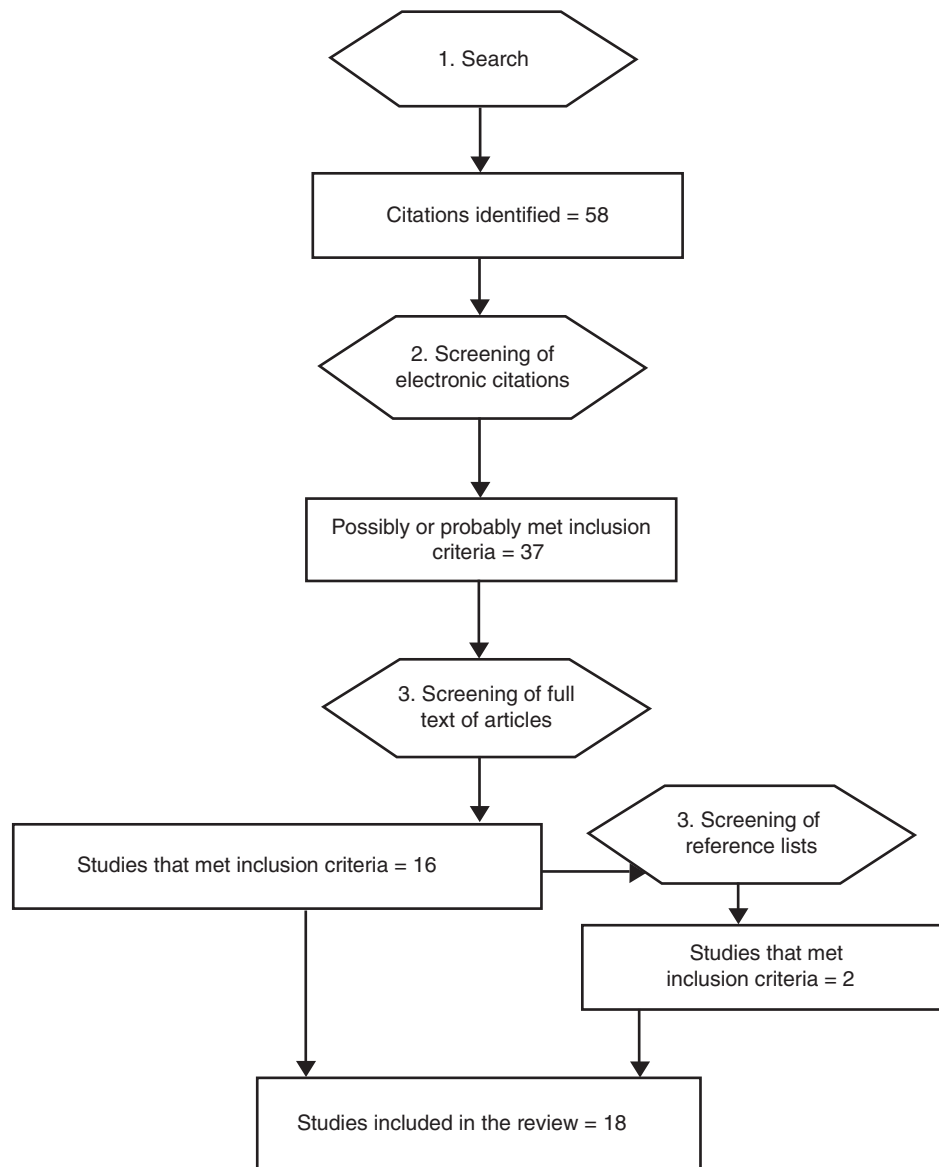 1. Search
Citations identified = 58
2. Screening of
electronic citations
Possibly or probably met inclusion
criteria = 37
3. Screening of full
text of articles
Studies that met inclusion criteria = 16
3. Screening of
reference lists
Studies that met
inclusion criteria = 2
Studies included in the review = 18